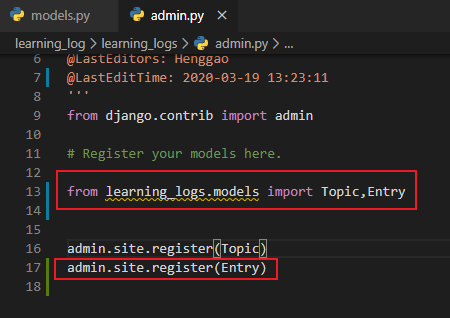 models.py
admin.py ×
learning_log > learning_logs > admin.py > ...
6 @LastEditors: Henggao
7 @LastEditTime: 2020-03-19 13:23:11
8 '''
9 from django.contrib import admin
10
11 # Register your models here.
12
13 from learning_logs.models import Topic,Entry
14
15
16 admin.site.register(Topic)
17 admin.site.register(Entry)
18